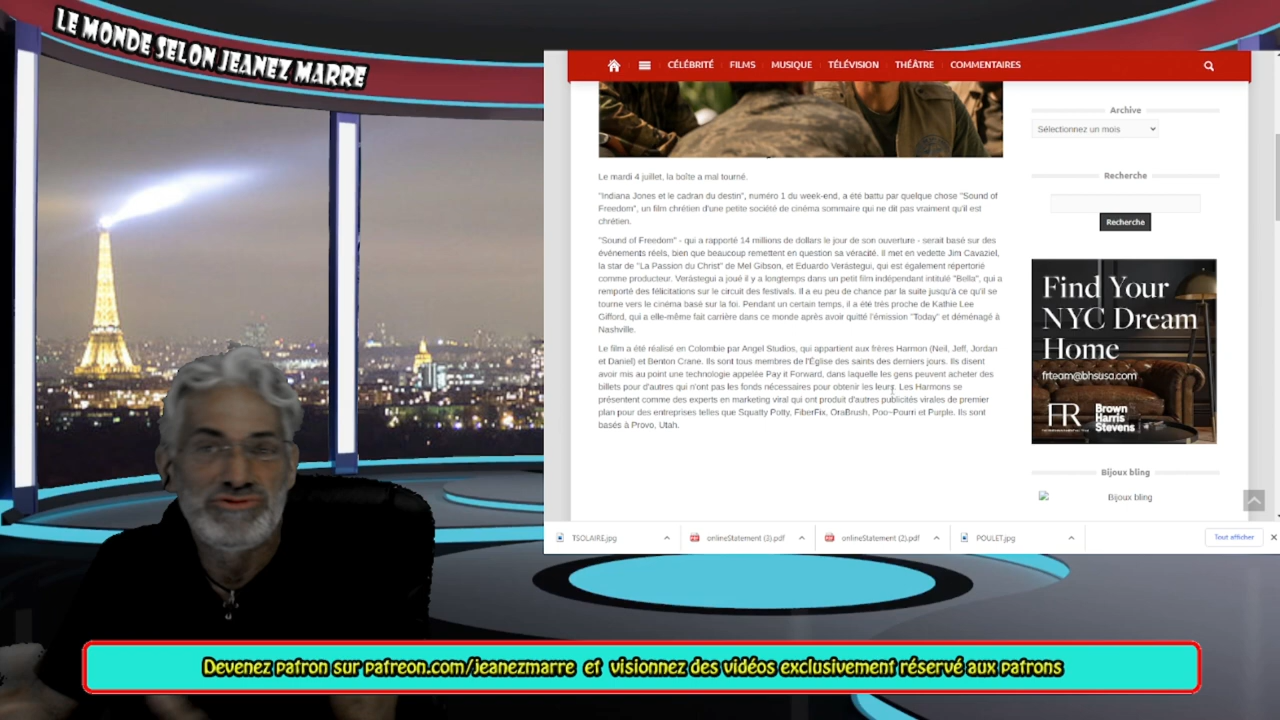 LE MONDE SELON JEANEZ MARRE
CÉLÉBRITÉ FILMS MUSIQUE TÉLÉVISION THÉÂTRE COMMENTAIRES
Le mardi 4 juillet, la boîte a mal tourné.
"Indiana Jones et le cadran du destin", numéro 1 du week-end, a été battu par quelque chose "Sound of
Freedom", un film chrétien d'une petite société de cinéma sommaire qui ne dit pas vraiment qu'il est
chrétien.
"Sound of Freedom" - qui a rapporté 14 millions de dollars le jour de son ouverture - serait basé sur des
événements réels, bien que beaucoup remettent en question sa véracité. Il met en vedette Jim Cavaziel,
la star de "La Passion du Christ" de Mel Gibson, et Eduardo Verástegui, qui est également répertorié
comme producteur. Verástegui a joué il y a longtemps dans un petit film indépendant intitulé "Bella", qui a
remporté des félicitations sur le circuit des festivals. Il a eu peu de chance par la suite jusqu'à ce qu'il se
tourne vers le cinéma basé sur la foi. Pendant un certain temps, il a été très proche de Kathie Lee
Gifford, qui a elle-même fait carrière dans ce monde après avoir quitté l'émission "Today" et déménagé à
Nashville.
Le film a été réalisé en Colombie par Angel Studios, qui appartient aux frères Harmon (Neil, Jeff, Jordan
et Daniel) et Benton Crane. Ils sont tous membres de l'Église des saints des derniers jours. Ils disent
avoir mis au point une technologie appelée Pay it Forward, dans laquelle les gens peuvent acheter des
billets pour d'autres qui n'ont pas les fonds nécessaires pour obtenir les leurs. Les Harmons se
présentent comme des experts en marketing viral qui ont produit d'autres publicités virales de premier
plan pour des entreprises telles que Squatty Potty, FiberFix, OraBrush, Poo~Pourri et Purple. Ils sont
basés à Provo, Utah.
Archive
Sélectionnez un mois
Recherche
Recherche
Find Your
NYC Dream
Home
frteam@bhsusa.com
FR
Brown
Harris
Stevens
Bijoux bling
Bijoux bling
TSOLAIRE.jpg
onlineStatement (3).pdf
onlineStatement (2).pdf
POULET.jpg
Tout afficher
Devenez patron sur patreon.com/jeanezmarre et visionnez des vidéos exclusivement réservé aux patrons